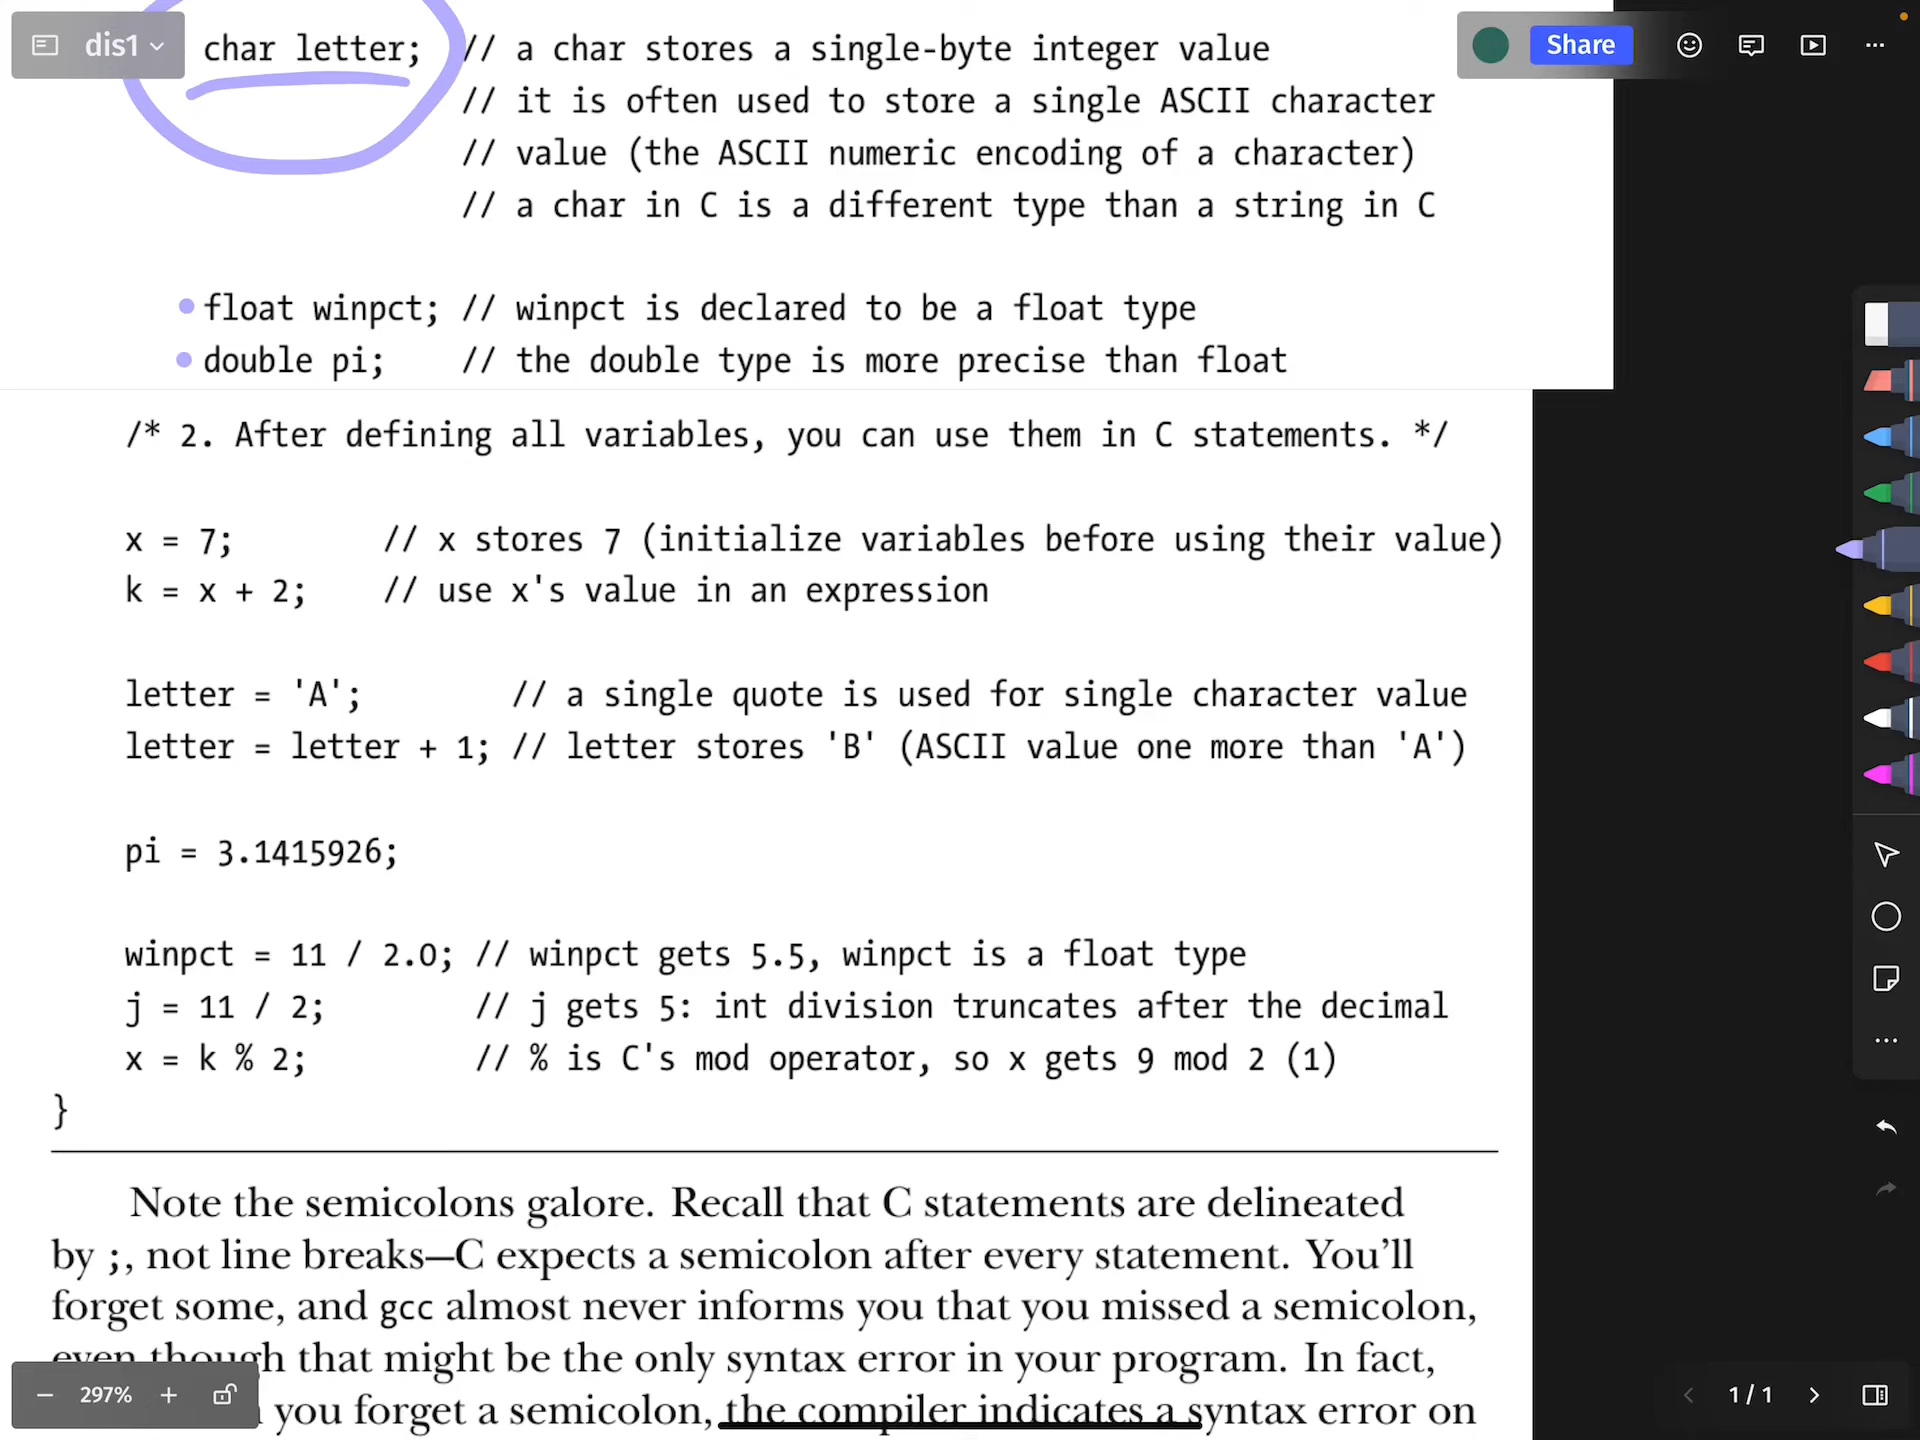 dis1
Share
char letter; // a char stores a single-byte integer value
// it is often used to store a single ASCII character
// value (the ASCII numeric encoding of a character)
// a char in C is a different type than a string in C
float winpct; // winpct is declared to be a float type
double pi; // the double type is more precise than float
/* 2. After defining all variables, you can use them in C statements. */
x = 7; // x stores 7 (initialize variables before using their value)
k = x + 2; // use x's value in an expression
letter = 'A'; // a single quote is used for single character value
letter = letter + 1; // letter stores 'B' (ASCII value one more than 'A')
pi = 3.1415926;
winpct = 11 / 2.0; // winpct gets 5.5, winpct is a float type
j = 11 / 2; // j gets 5: int division truncates after the decimal
x = k % 2; // % is C's mod operator, so x gets 9 mod 2 (1)
}
Note the semicolons galore. Recall that C statements are delineated
by ;, not line breaks—C expects a semicolon after every statement. You’ll
forget some, and gcc almost never informs you that you missed a semicolon,
even though that might be the only syntax error in your program. In fact,
you forget a semicolon, the compiler indicates a syntax error on
297%
1 / 1